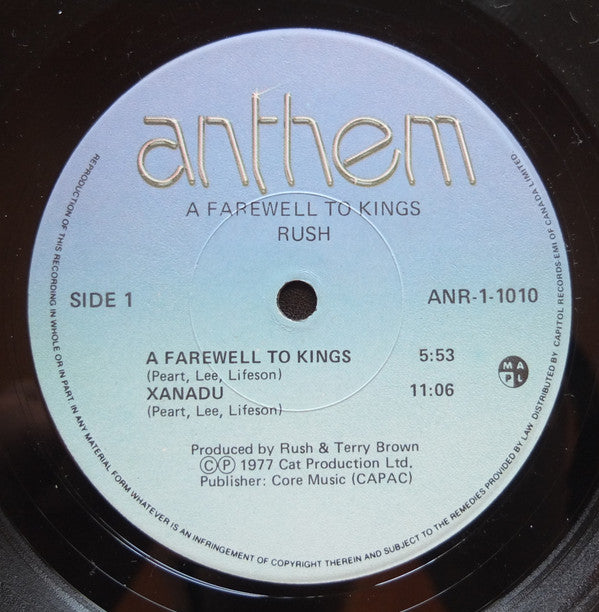 anthem
A FAREWELL TO KINGS
RUSH
SIDE 1
ANR-1-1010
A FAREWELL TO KINGS 5:53
(Peart, Lee, Lifeson)
XANADU 11:06
(Peart, Lee, Lifeson)
M A
P L
Produced by Rush & Terry Brown
ⒸⓅ 1977 Cat Production Ltd.
Publisher: Core Music (CAPAC)
REPRODUCTION OF THIS RECORDING IN WHOLE OR IN PART, IN ANY MATERIAL FORM WHATEVER IS AN INFRINGEMENT OF COPYRIGHT THEREIN AND SUBJECT TO THE REMEDIES PROVIDED BY LAW DISTRIBUTED BY CAPITOL RECORDS-EMI OF CANADA LIMITED